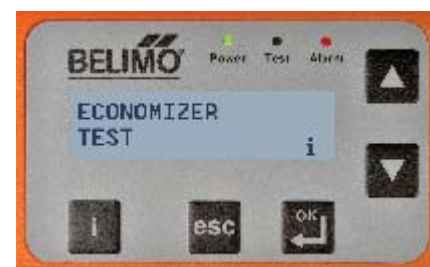 BELIMO
Power Test Alarm
ECONOMIZER
TEST
i
i esc OK